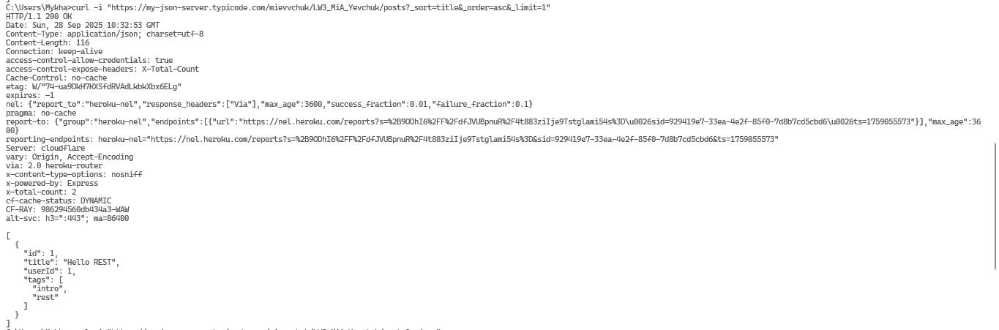 C:\Users\Mykha>curl -i "https://my-json-server.typicode.com/mievvchuk/LW3_MiA_Yevchuk/posts?_sort=title&_order=asc&_limit=1"
HTTP/1.1 200 OK
Date: Sun, 28 Sep 2025 10:32:53 GMT
Content-Type: application/json; charset=utf-8
Content-Length: 116
Connection: keep-alive
access-control-allow-credentials: true
access-control-expose-headers: X-Total-Count
Cache-Control: no-cache
etag: W/"74-ua9DkH7KXSfdRVAdLkbkXbx6ELg"
expires: -1
nel: {"report_to":"heroku-nel","response_headers":["Via"],"max_age":3600,"success_fraction":0.01,"failure_fraction":0.1}
pragma: no-cache
report-to: {"group":"heroku-nel","endpoints":[{"url":"https://nel.heroku.com/reports?s=%2B9ODhI6%2FF%2FdfJVUBpnuR%2F4t883ziIje9Tstglami54s%3D\u0026sid=929419e7-33ea-4e2f-85f0-7d8b7cd5cbd6\u0026ts=1759055573"}],"max_age":36
00}
reporting-endpoints: heroku-nel="https://nel.heroku.com/reports?s=%2B9ODhI6%2FF%2FdfJVUBpnuR%2F4t883ziIje9Tstglami54s%3D&sid=929419e7-33ea-4e2f-85f0-7d8b7cd5cbd6&ts=1759055573"
Server: cloudflare
vary: Origin, Accept-Encoding
via: 2.0 heroku-router
x-content-type-options: nosniff
x-powered-by: Express
x-total-count: 2
cf-cache-status: DYNAMIC
CF-RAY: 986294560db434a3-WAW
alt-svc: h3=":443"; ma=86400
[
  {
    "id": 1,
    "title": "Hello REST",
    "userId": 1,
    "tags": [
      "intro",
      "rest"
    ]
  }
]